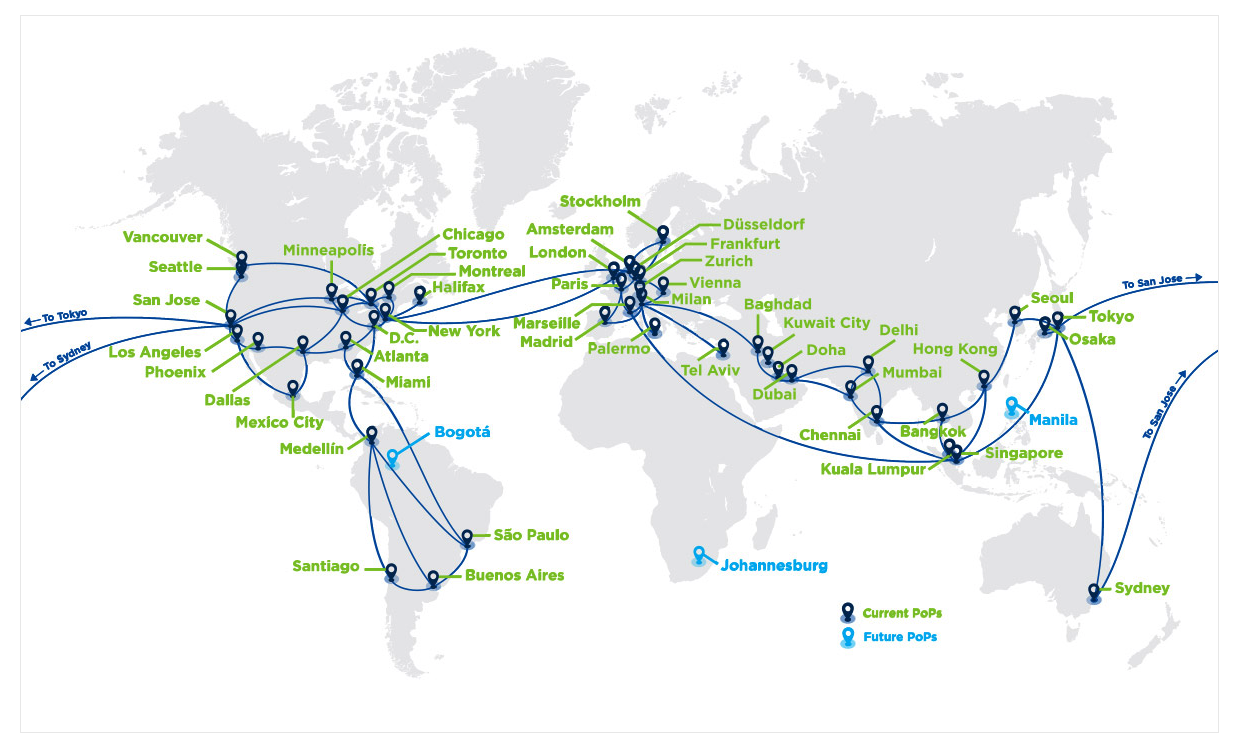 Stockholm
Amsterdam
Düsseldorf
Vancouver
Minneapolis
Chicago
London
Frankfurt
Toronto
Seattle
Montreal
Zurich
Paris
Halifax
Vienna
To San Jose
San Jose
Milan
Baghdad
Seoul
To Tokyo
Marseille
Kuwait City
Tokyo
New York
Delhi
D.C.
Madrid
Osaka
Los Angeles
Atlanta
Palermo
Doha
Hong Kong
To Sydney
Phoenix
Tel Aviv
Mumbai
Miami
Dubai
Dallas
Mexico City
Manila
To San Jose
Bogotá
Chennai
Bangkok
Medellín
Singapore
Kuala Lumpur
São Paulo
Santiago
Johannesburg
Buenos Aires
Sydney
Current PoPs
Future PoPs